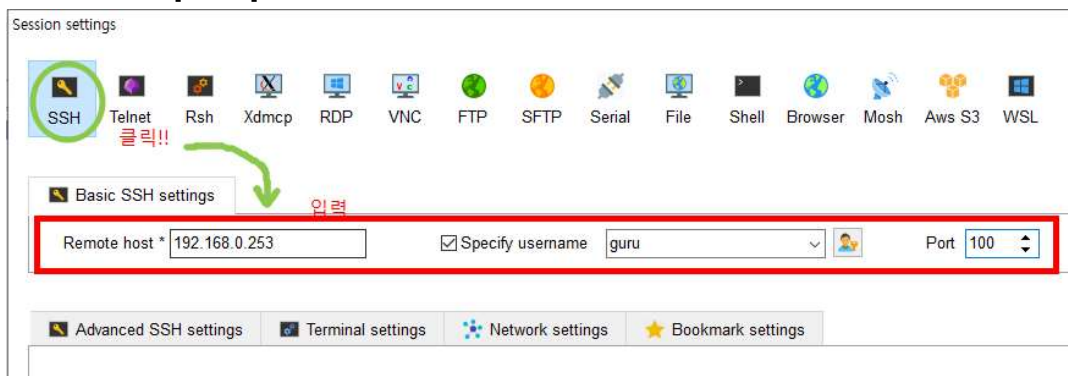 Session settings
SSH Telnet Rsh Xdmcp RDP VNC FTP SFTP Serial File Shell Browser Mosh Aws S3 WSL
클릭!!
Basic SSH settings
입력
Remote host * 192.168.0.253 Specify username guru Port 100
Advanced SSH settings Terminal settings Network settings Bookmark settings